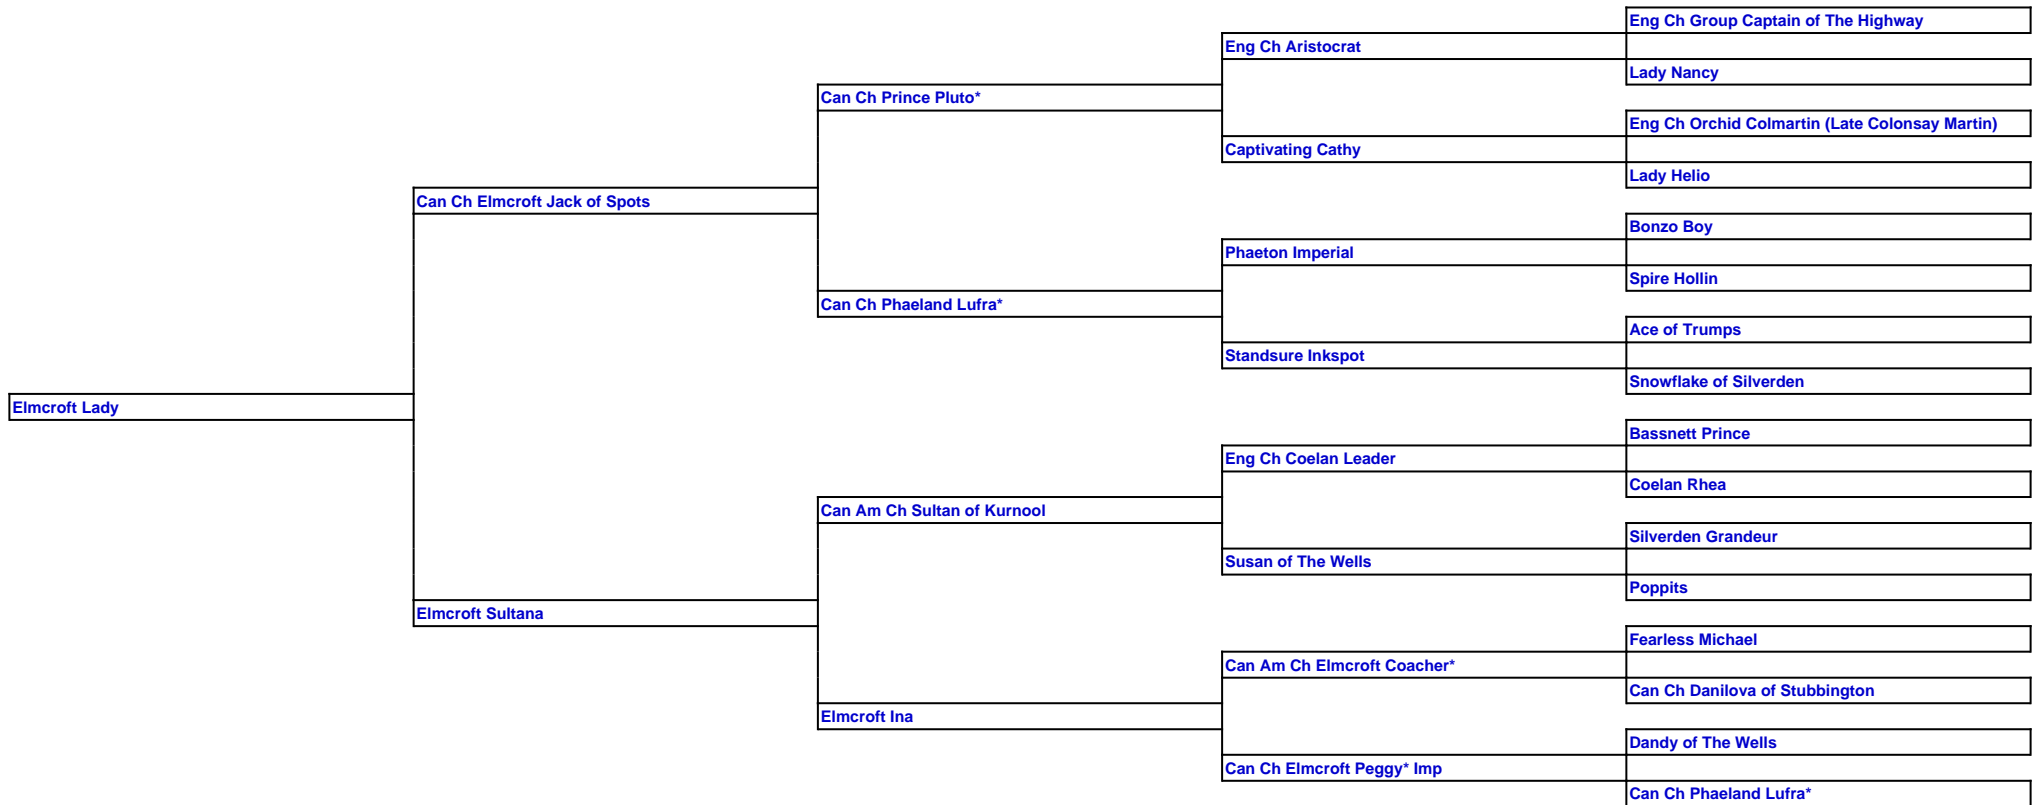 Eng Ch Group Captain of The Highway
Eng Ch Aristocrat
Lady Nancy
Can Ch Prince Pluto*
Eng Ch Orchid Colmartin (Late Colonsay Martin)
Captivating Cathy
Lady Helio
Can Ch Elmcroft Jack of Spots
Bonzo Boy
Phaeton Imperial
Spire Hollin
Can Ch Phaeland Lufra*
Ace of Trumps
Standsure Inkspot
Snowflake of Silverden
Elmcroft Lady
Bassnett Prince
Eng Ch Coelan Leader
Coelan Rhea
Can Am Ch Sultan of Kurnool
Silverden Grandeur
Susan of The Wells
Poppits
Elmcroft Sultana
Fearless Michael
Can Am Ch Elmcroft Coacher*
Can Ch Danilova of Stubbington
Elmcroft Ina
Dandy of The Wells
Can Ch Elmcroft Peggy* Imp
Can Ch Phaeland Lufra*